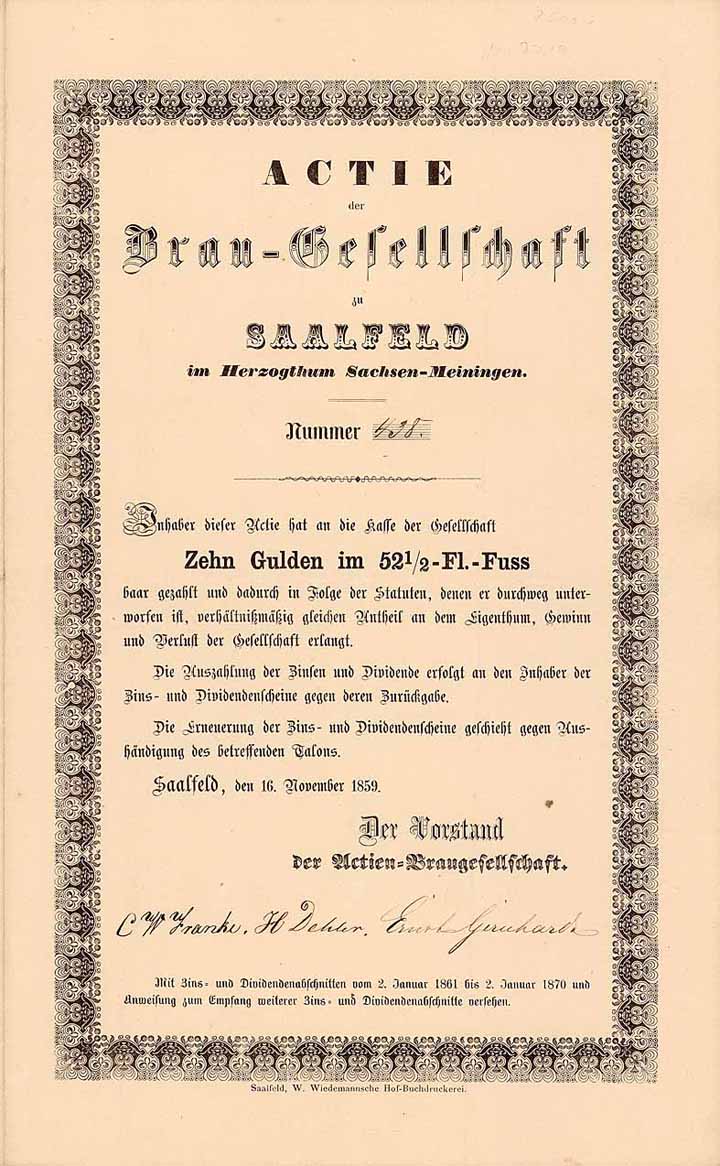 ACTIE
der
Brau-Gesellschaft
zu
SAALFELD
im Herzogthum Sachsen-Meiningen.
Nummer 438.
Inhaber dieser Actie hat an die Kasse der Gesellschaft
Zehn Gulden im 52 1/2-Fl.-Fuss
baar gezahlt und dadurch in Folge der Statuten, denen er durchweg unter-
worfen ist, verhältnißmäßig gleichen Antheil an dem Eigenthum, Gewinn
und Verlust der Gesellschaft erlangt.
Die Auszahlung der Zinsen und Dividende erfolgt an den Inhaber der
Zins- und Dividendenscheine gegen deren Zurückgabe.
Die Erneuerung der Zins- und Dividendenscheine geschieht gegen Aus-
händigung des betreffenden Talons.
Saalfeld, den 16. November 1859.
Der Vorstand
der Actien-Braugesellschaft.
C W Franke. H Dehler. Ernst
Mit Zins- und Dividendenabschnitten vom 2. Januar 1861 bis 2. Januar 1870 und
Anweisung zum Empfang weiterer Zins- und Dividendenabschnitte versehen.
Saalfeld, W. Wiedemannsche Hof-Buchdruckerei.